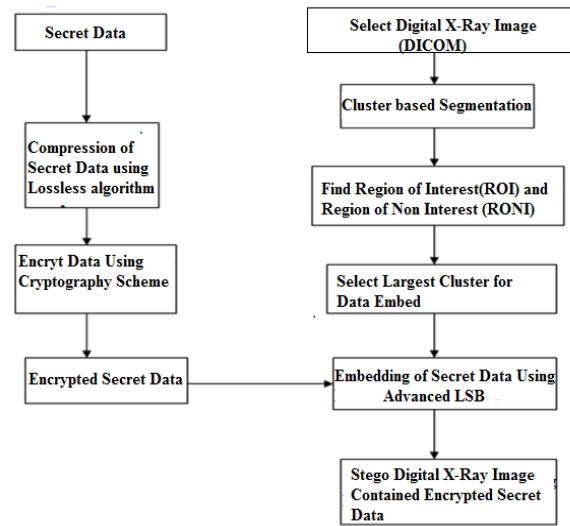 Secret Data
Compression of
Secret Data using
Lossless algorithm
Encryt Data Using
Cryptography Scheme
Encrypted Secret Data
Select Digital X-Ray Image
(DICOM)
Cluster based Segmentation
Find Region of Interest(ROI) and
Region of Non Interest (RONI)
Select Largest Cluster for
Data Embed
Embedding of Secret Data Using
Advanced LSB
Stego Digital X-Ray Image
Contained Encrypted Secret
Data